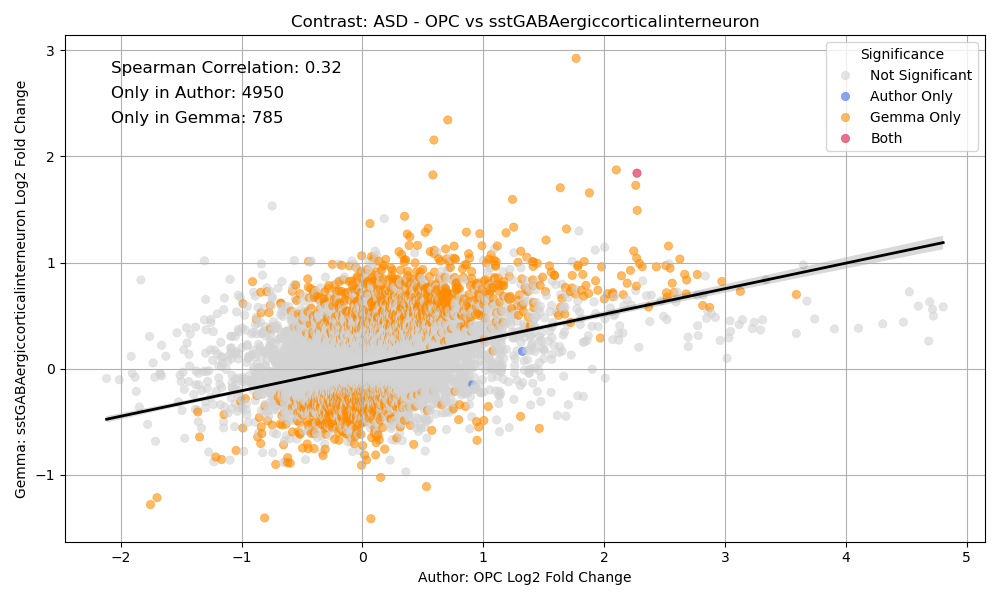 Contrast: ASD - OPC vs sstGABAergiccorticalinterneuron
Spearman Correlation: 0.32
Only in Author: 4950
Only in Gemma: 785
Significance
Not Significant
Author Only
Gemma Only
Both
Gemma: sstGABAergiccorticalinterneuron Log2 Fold Change
3
2
1
0
−1
−2
−1
0
1
2
3
4
5
Author: OPC Log2 Fold Change